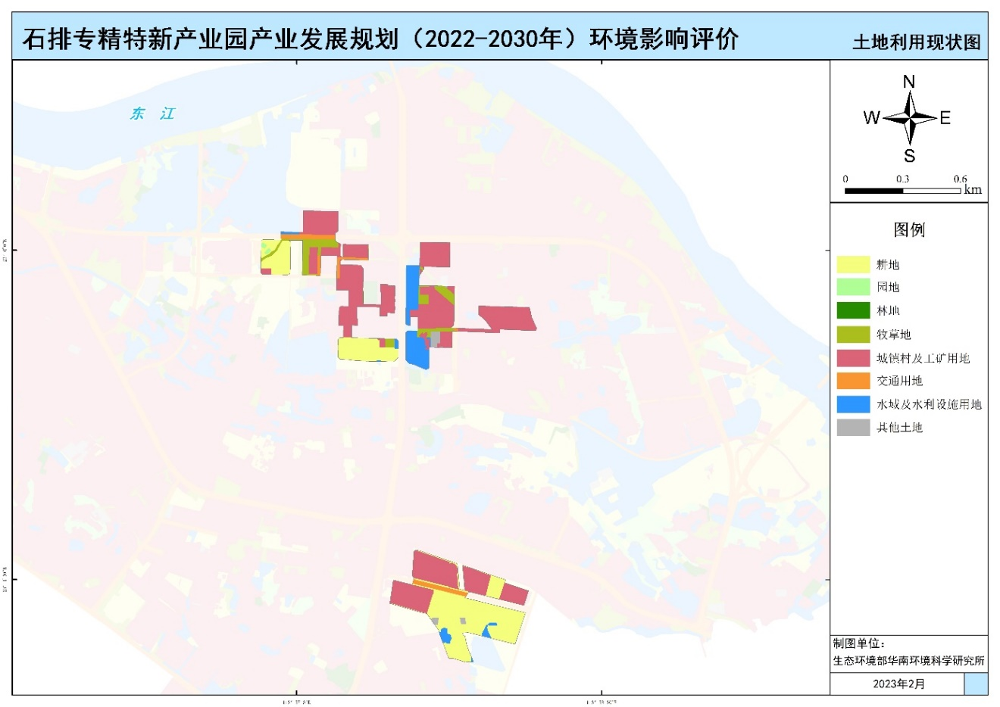 石排专精特新产业园产业发展规划（2022-2030年）环境影响评价
土地利用现状图
东 江
N
W
E
S
0 0.3 0.6
km
图例
耕地
园地
林地
牧草地
城镇村及工矿用地
交通用地
水域及水利设施用地
其他土地
制图单位：
生态环境部华南环境科学研究所
2023年2月